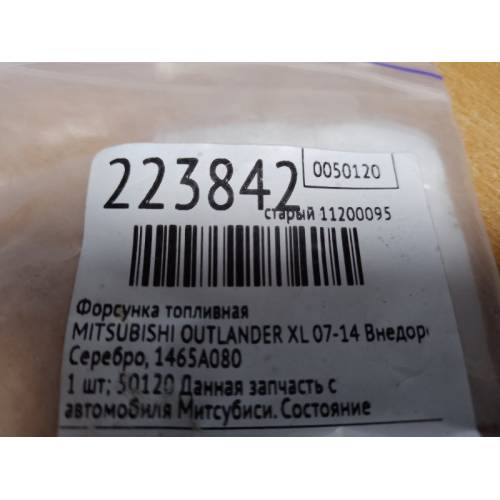 223842
0050120
старый 11200095
Форсунка топливная
MITSUBISHI OUTLANDER XL 07-14 Внедор
Серебро, 1465A080
1 шт; 50120 Данная запчасть с
автомобиля Митсубиси. Состояние